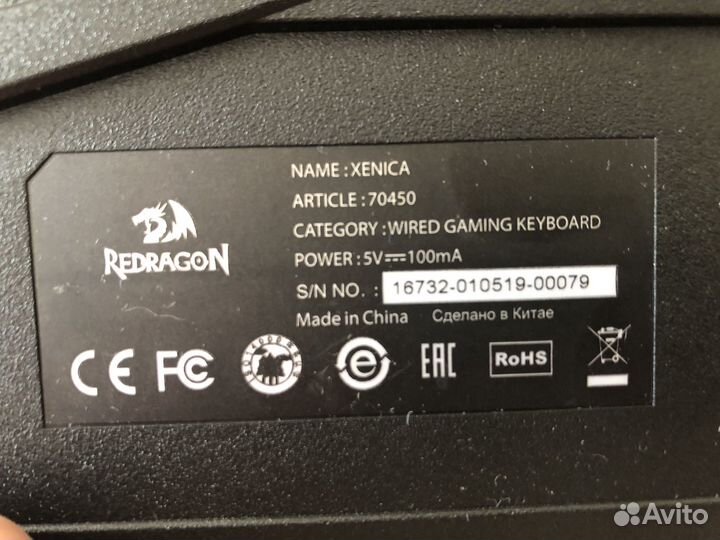 REDRAGON
NAME : XENICA
ARTICLE : 70450
CATEGORY : WIRED GAMING KEYBOARD
POWER : 5V⎓100mA
S/N NO. : 16732-010519-00079
Made in China Сделано в Китае
CE FC e EAC RoHS
Avito